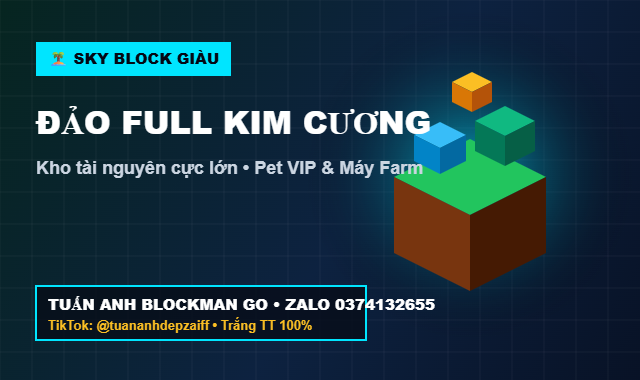 🏝️ SKY BLOCK GIÀU
ĐẢO FULL KIM CƯƠNG
Kho tài nguyên cực lớn • Pet VIP & Máy Farm
TUẤN ANH BLOCKMAN GO • ZALO 0374132655
TikTok: @tuananhdepzaiff • Trắng TT 100%